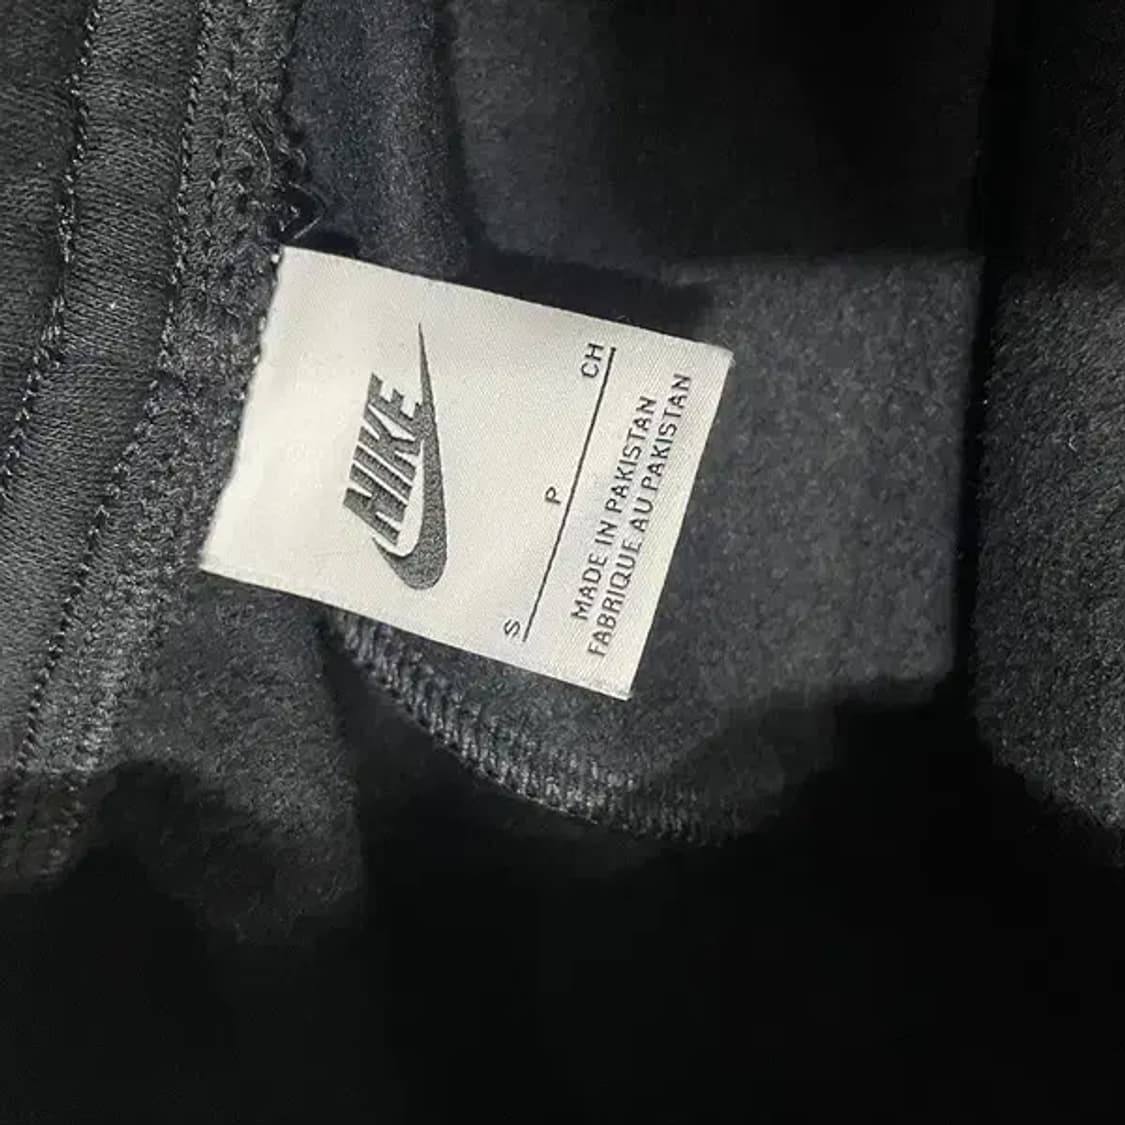 NIKE
S P CH
MADE IN PAKISTAN
FABRIQUE AU PAKISTAN